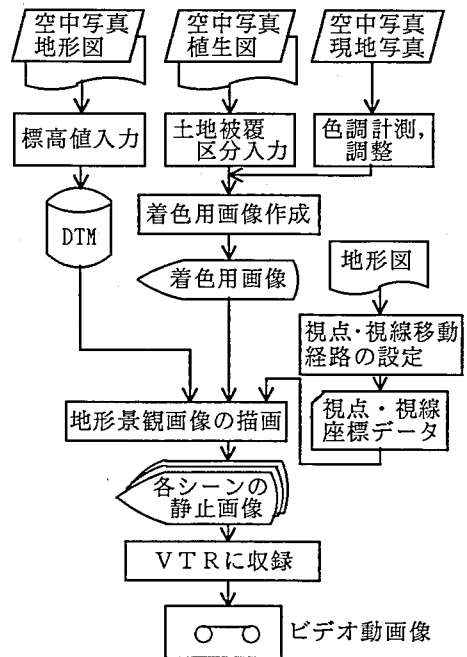 空中写真
地形図
空中写真
植生図
空中写真
現地写真
標高値入力
土地被覆
区分入力
色調計測,
調整
DTM
着色用画像作成
着色用画像
地形図
視点・視線移動
経路の設定
視点・視線
座標データ
地形景観画像の描画
各シーンの
静止画像
VTRに収録
ビデオ動画像